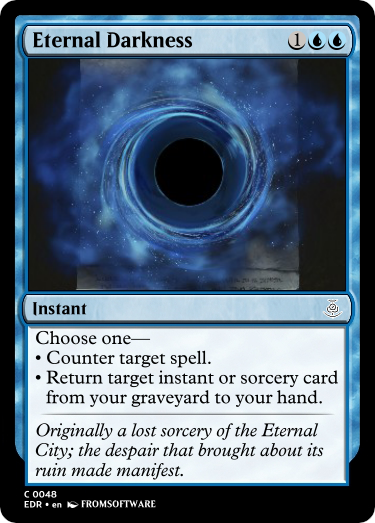 Eternal Darkness 1
Instant
Choose one—
• Counter target spell.
• Return target instant or sorcery card
from your graveyard to your hand.
Originally a lost sorcery of the Eternal
City; the despair that brought about its
ruin made manifest.
C 0048
EDR • en FROMSOFTWARE